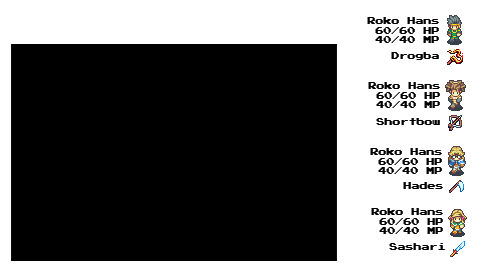 Roko Hans
60/60 HP
40/40 MP
Drogba
Roko Hans
60/60 HP
40/40 MP
Shortbow
Roko Hans
60/60 HP
40/40 MP
Hades
Roko Hans
60/60 HP
40/40 MP
Sashari